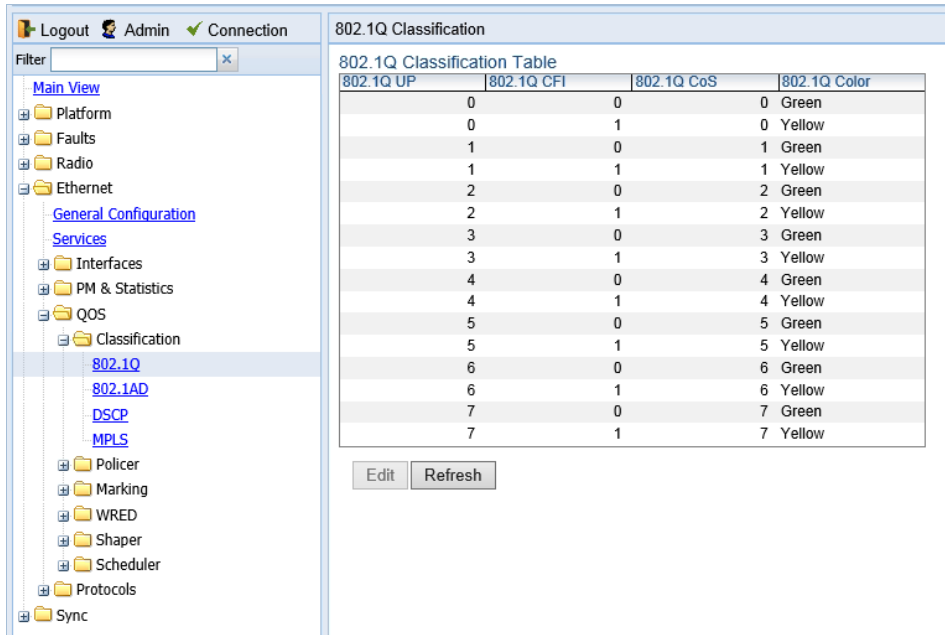 Logout Admin Connection
Filter
Main View
Platform
Faults
Radio
Ethernet
General Configuration
Services
Interfaces
PM & Statistics
QOS
Classification
802.1Q
802.1AD
DSCP
MPLS
Policer
Marking
WRED
Shaper
Scheduler
Protocols
Sync
802.1Q Classification
802.1Q Classification Table
802.1Q UP 802.1Q CFI 802.1Q CoS 802.1Q Color
0 0 0 Green
0 1 0 Yellow
1 0 1 Green
1 1 1 Yellow
2 0 2 Green
2 1 2 Yellow
3 0 3 Green
3 1 3 Yellow
4 0 4 Green
4 1 4 Yellow
5 0 5 Green
5 1 5 Yellow
6 0 6 Green
6 1 6 Yellow
7 0 7 Green
7 1 7 Yellow
Edit Refresh